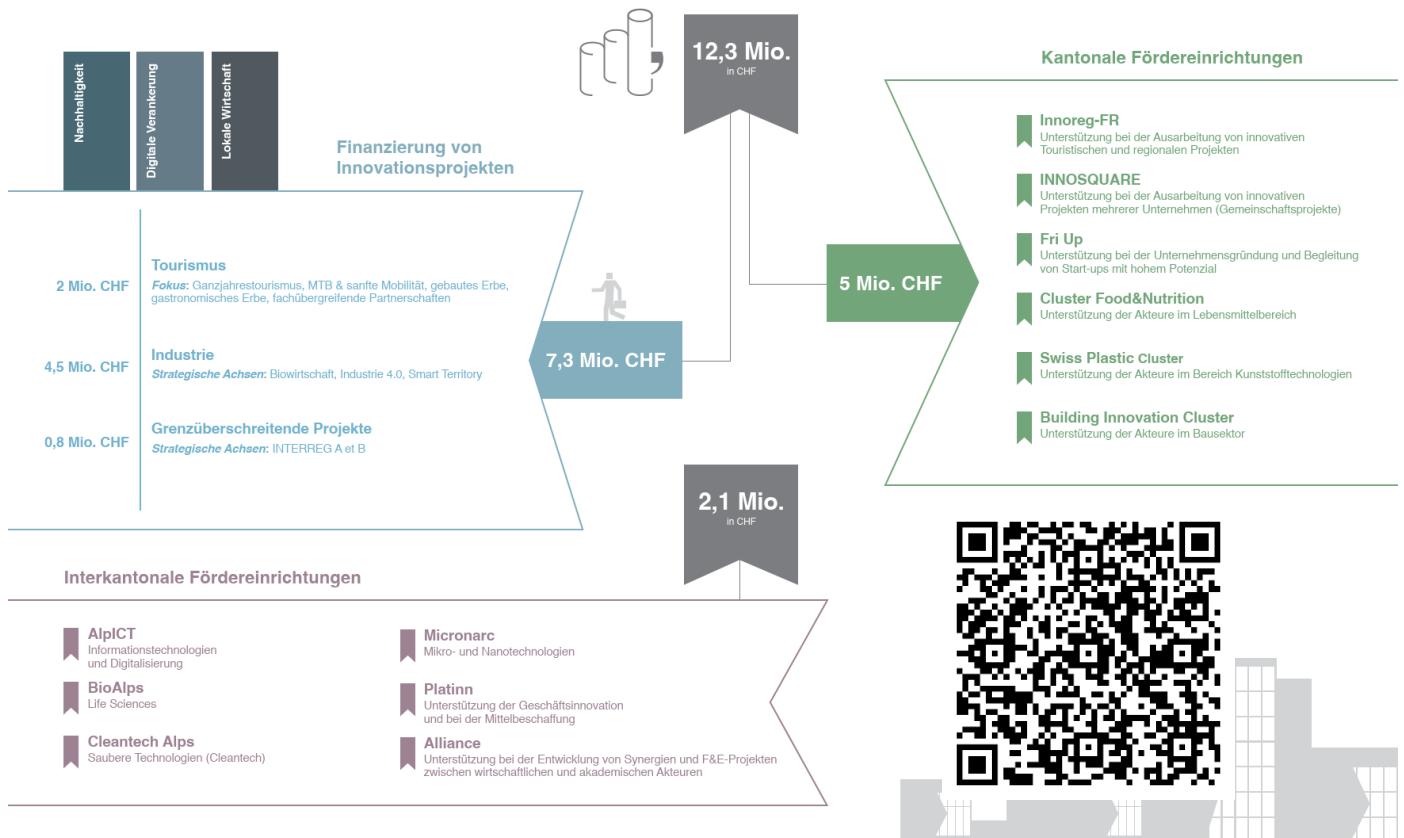 Nachhaltigkeit
Digitale Verankerung
Lokale Wirtschaft
Finanzierung von
Innovationsprojekten
2 Mio. CHF
Tourismus
Fokus: Ganzjahrestourismus, MTB & sanfte Mobilität, gebautes Erbe,
gastronomisches Erbe, fachübergreifende Partnerschaften
4,5 Mio. CHF
Industrie
Strategische Achsen: Biowirtschaft, Industrie 4.0, Smart Territory
0,8 Mio. CHF
Grenzüberschreitende Projekte
Strategische Achsen: INTERREG A et B
7,3 Mio. CHF
12,3 Mio.
in CHF
5 Mio. CHF
Kantonale Fördereinrichtungen
Innoreg-FR
Unterstützung bei der Ausarbeitung von innovativen
Touristischen und regionalen Projekten
INNOSQUARE
Unterstützung bei der Ausarbeitung von innovativen
Projekten mehrerer Unternehmen (Gemeinschaftsprojekte)
Fri Up
Unterstützung bei der Unternehmensgründung und Begleitung
von Start-ups mit hohem Potenzial
Cluster Food&Nutrition
Unterstützung der Akteure im Lebensmittelbereich
Swiss Plastic Cluster
Unterstützung der Akteure im Bereich Kunststofftechnologien
Building Innovation Cluster
Unterstützung der Akteure im Bausektor
2,1 Mio.
in CHF
Interkantonale Fördereinrichtungen
AlpICT
Informationstechnologien
und Digitalisierung
BioAlps
Life Sciences
Cleantech Alps
Saubere Technologien (Cleantech)
Micronarc
Mikro- und Nanotechnologien
Platinn
Unterstützung der Geschäftsinnovation
und bei der Mittelbeschaffung
Alliance
Unterstützung bei der Entwicklung von Synergien und F&E-Projekten
zwischen wirtschaftlichen und akademischen Akteuren